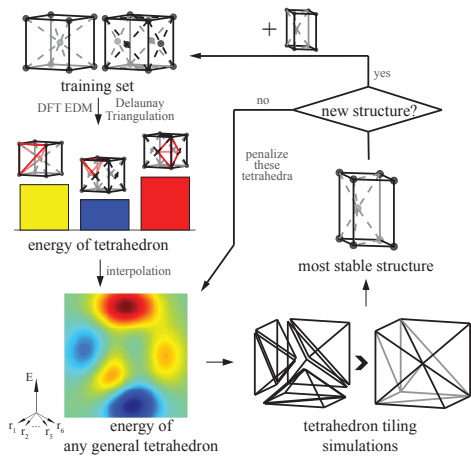 +
training set
DFT EDM
Delaunay
Triangulation
energy of tetrahedron
interpolation
E
r1 r2 ... r5 r6
energy of
any general tetrahedron
tetrahedron tiling
simulations
most stable structure
new structure?
yes
no
penalize
these
tetrahedra